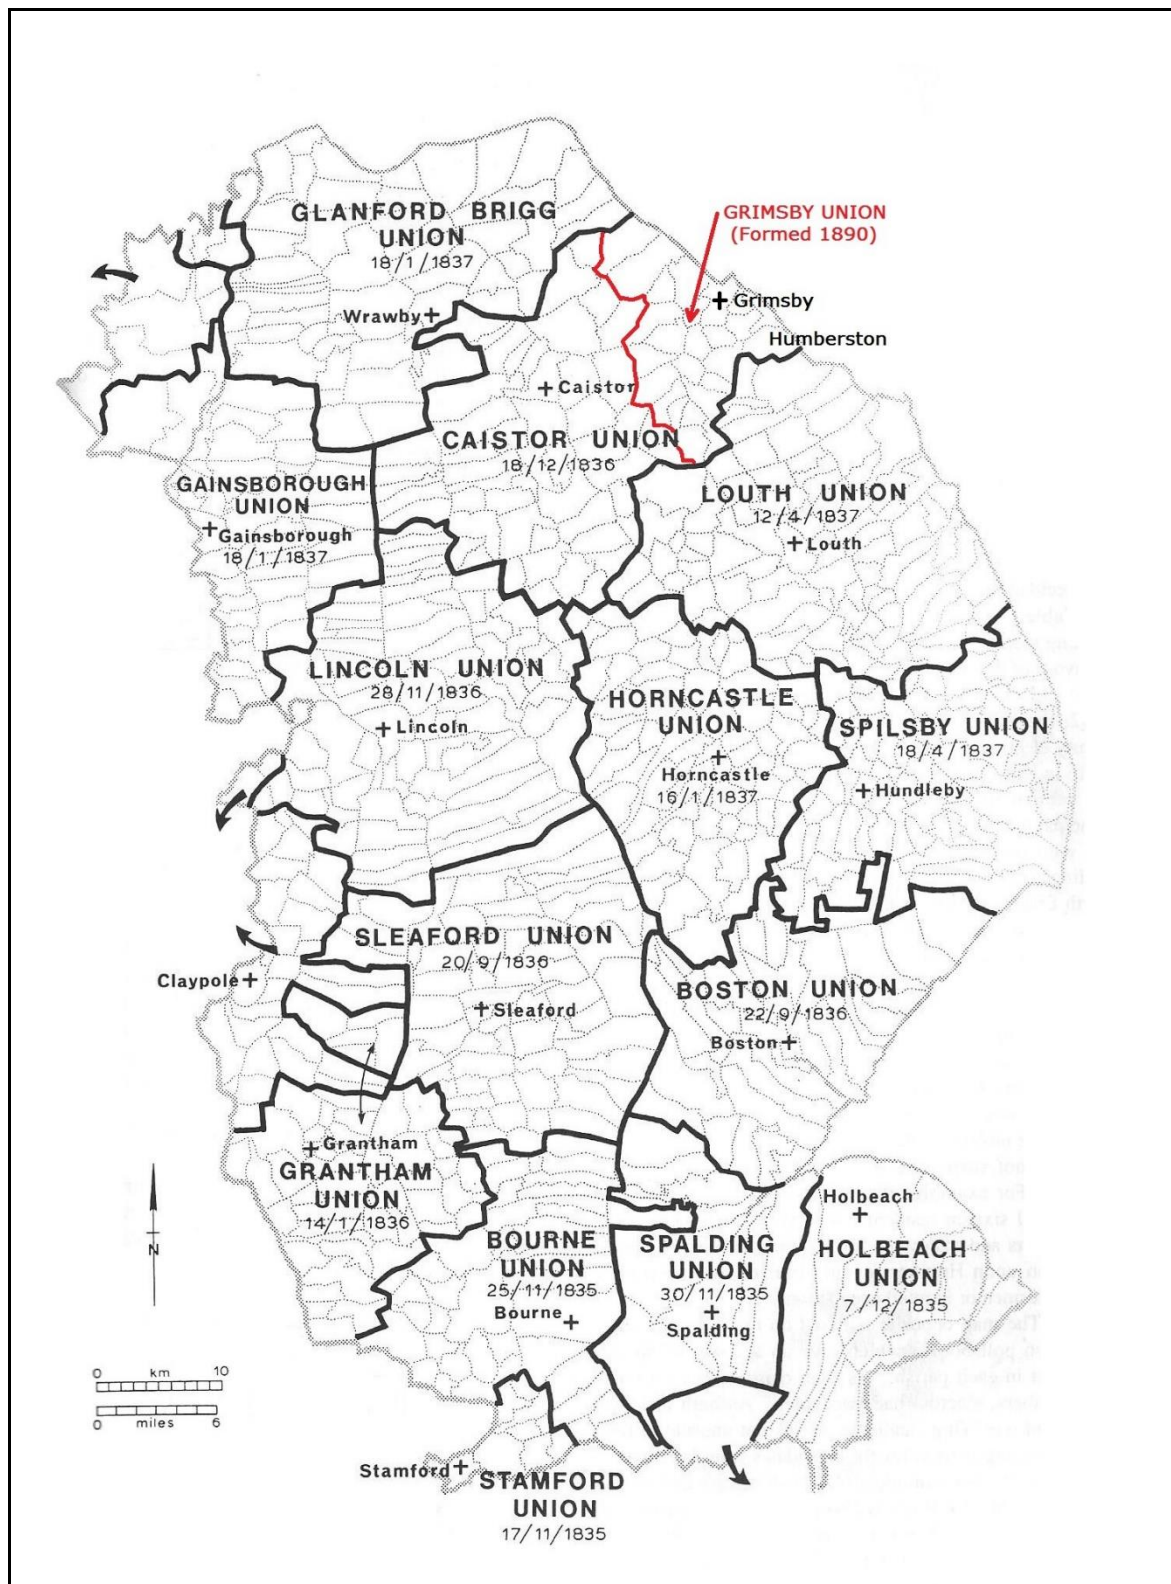 GLANFORD BRIGG
UNION
18/1/1837
GRIMSBY UNION
(Formed 1890)
Grimsby
Wrawby
Humberston
Caistor
CAISTOR UNION
18/12/1836
GAINSBOROUGH
UNION
Gainsborough
18/1/1837
LOUTH UNION
12/4/1837
Louth
LINCOLN UNION
28/11/1836
Lincoln
HORNCASTLE
UNION
Horncastle
16/1/1837
SPILSBY UNION
18/4/1837
Hundleby
SLEAFORD UNION
20/9/1836
Sleaford
Claypole
BOSTON UNION
22/9/1836
Boston
Grantham
GRANTHAM
UNION
14/1/1836
N
BOURNE
UNION
25/11/1835
Bourne
SPALDING
UNION
30/11/1835
Spalding
Holbeach
HOLBEACH
UNION
7/12/1835
0 km 10
0 miles 6
Stamford
STAMFORD
UNION
17/11/1835